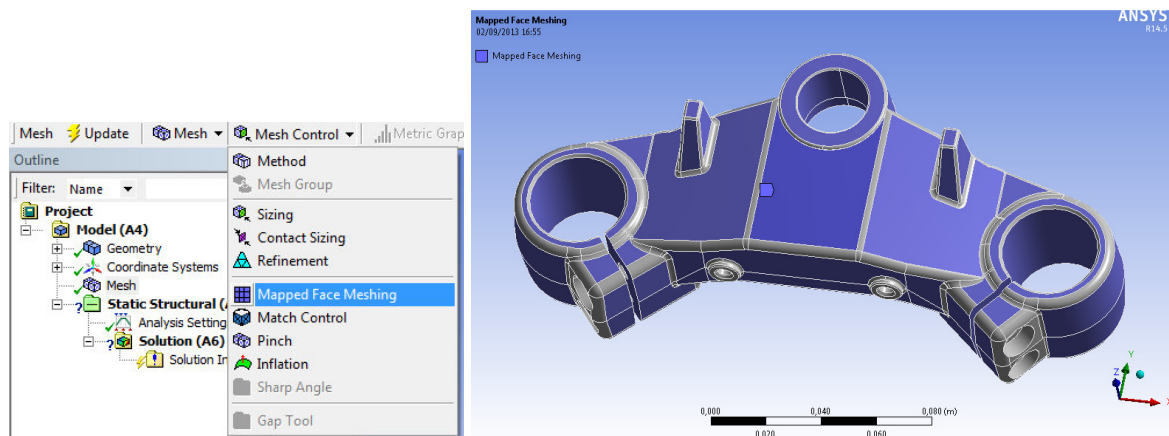 Mesh Update Mesh Mesh Control Metric Grap
Outline
Filter: Name
Project
Model (A4)
Geometry
Coordinate Systems
Mesh
Static Structural (A
Analysis Setting
Solution (A6)
Solution In
Method
Mesh Group
Sizing
Contact Sizing
Refinement
Mapped Face Meshing
Match Control
Pinch
Inflation
Sharp Angle
Gap Tool
Mapped Face Meshing
02/09/2013 16:55
Mapped Face Meshing
ANSYS
R14.5
0,000 0,040 0,080 (m)
0,020 0,060
Y
Z
X